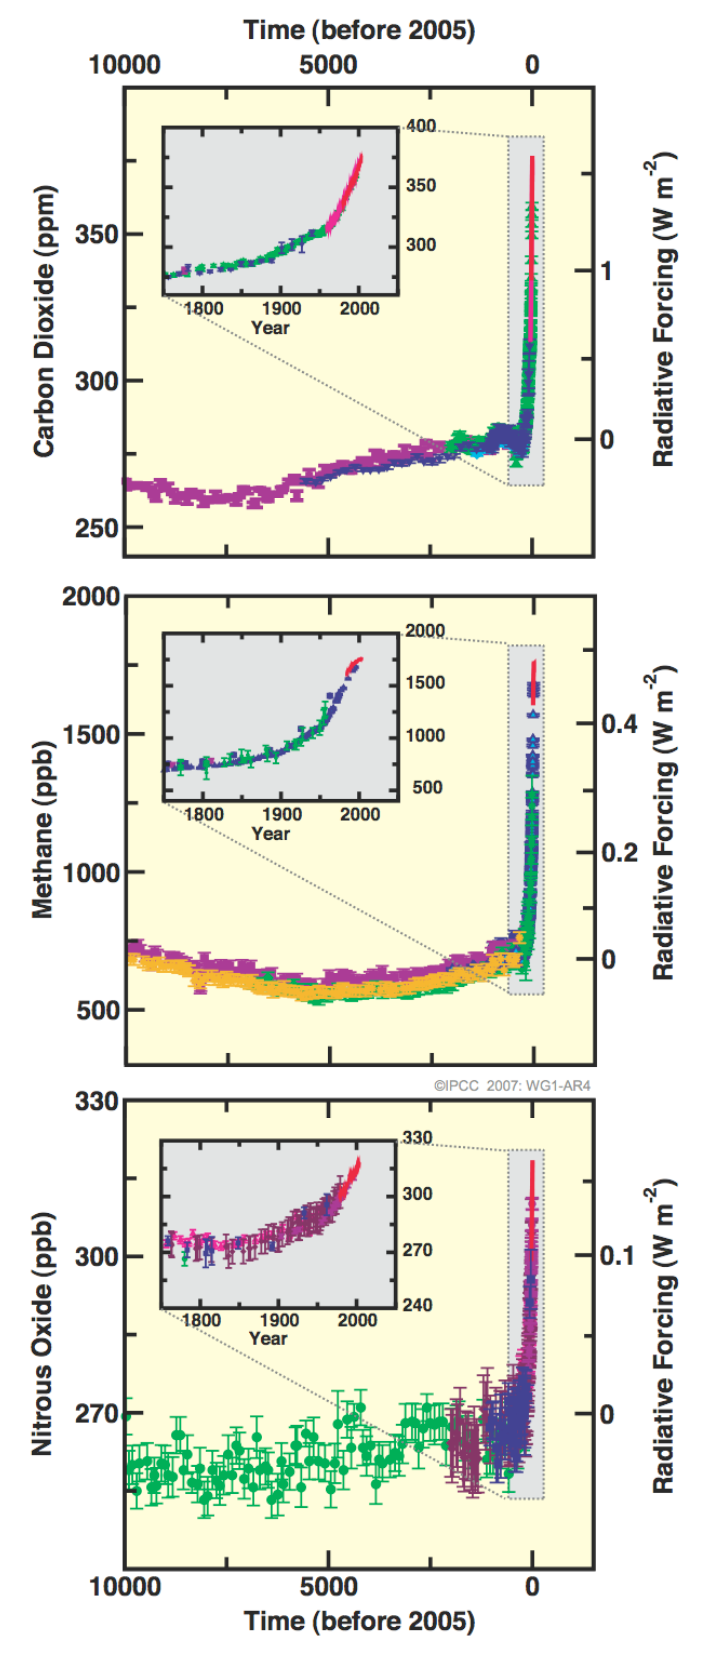 Time (before 2005)
10000 5000 0
400
350
300
1800 1900 2000
Year
350
300
250
Carbon Dioxide (ppm)
1
0
Radiative Forcing (W m-2)
2000
1500
1000
500
Methane (ppb)
2000
1500
1000
500
1800 1900 2000
Year
0.4
0.2
0
Radiative Forcing (W m-2)
©IPCC 2007: WG1-AR4
330
300
270
Nitrous Oxide (ppb)
330
300
270
240
1800 1900 2000
Year
0.1
0
Radiative Forcing (W m-2)
10000 5000 0
Time (before 2005)